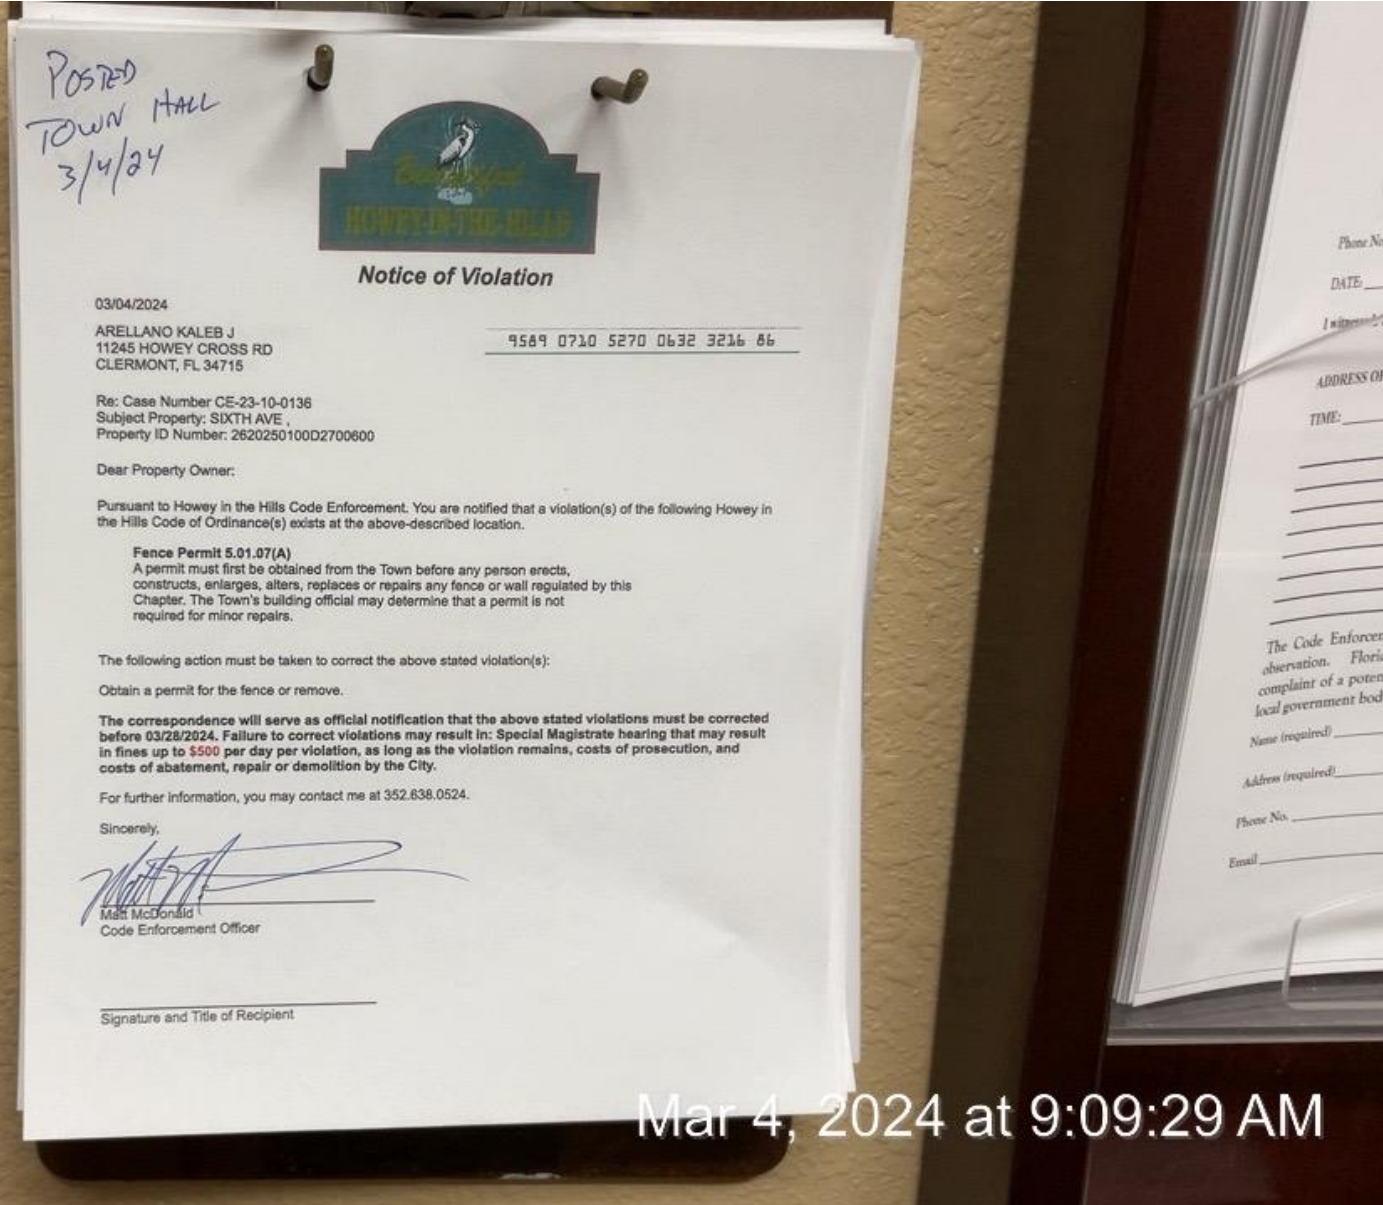 POSTED
TOWN HALL
3/4/24
HOWEY-IN-THE-HILLS
Notice of Violation
03/04/2024
ARELLANO KALEB J
11245 HOWEY CROSS RD
CLERMONT, FL 34715
9589 0710 5270 0632 3216 86
Re: Case Number CE-23-10-0136
Subject Property: SIXTH AVE ,
Property ID Number: 2620250100D2700600
Dear Property Owner:
Pursuant to Howey in the Hills Code Enforcement. You are notified that a violation(s) of the following Howey in
the Hills Code of Ordinance(s) exists at the above-described location.
Fence Permit 5.01.07(A)
A permit must first be obtained from the Town before any person erects,
constructs, enlarges, alters, replaces or repairs any fence or wall regulated by this
Chapter. The Town's building official may determine that a permit is not
required for minor repairs.
The following action must be taken to correct the above stated violation(s):
Obtain a permit for the fence or remove.
The correspondence will serve as official notification that the above stated violations must be corrected
before 03/28/2024. Failure to correct violations may result in: Special Magistrate hearing that may result
in fines up to $500 per day per violation, as long as the violation remains, costs of prosecution, and
costs of abatement, repair or demolition by the City.
For further information, you may contact me at 352.638.0524.
Sincerely,
Matt McDonald
Code Enforcement Officer
Signature and Title of Recipient
Phone No
DATE:
I
ADDRESS OF
TIME:
The Code Enforcem
observation. Flori
complaint of a poten
local government bod
Name (required)
Address (required)
Phone No.
Email
Mar 4, 2024 at 9:09:29 AM